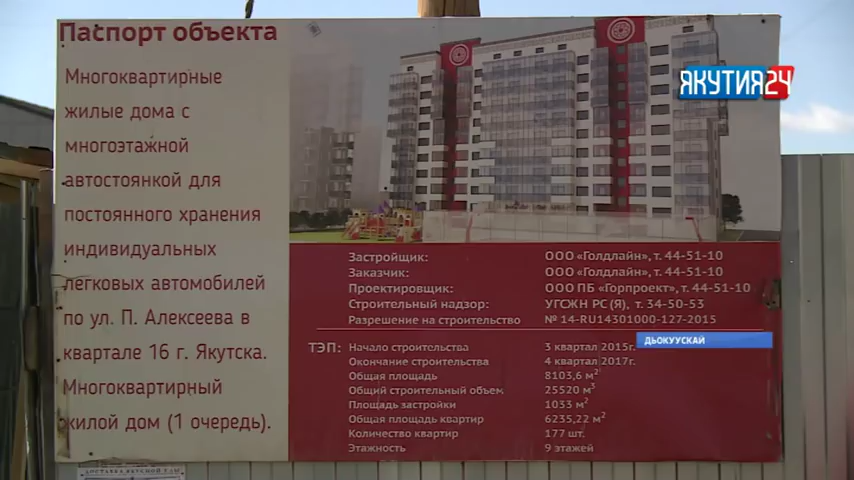 Паспорт объекта
Многоквартирные
жилые дома с
многоэтажной
автостоянкой для
постоянного хранения
индивидуальных
легковых автомобилей
по ул. П. Алексеева в
квартале 16 г. Якутска.
Многоквартирный
жилой дом (1 очередь).
ЯКУТИЯ24
Застройщик: ООО «Голдлайн», т. 44-51-10
Заказчик: ООО «Голдлайн», т. 44-51-10
Проектировщик: ООО ПБ «Горпроект», т. 44-51-10
Строительный надзор: УГСЖН РС(Я), т. 34-50-53
Разрешение на строительство № 14-RU14301000-127-2015
ДЬОКУУСКАЙ
ТЭП: Начало строительства 3 квартал 2015г.
Окончание строительства 4 квартал 2017г.
Общая площадь 8103,6 м²
Общий строительный объем 25520 м³
Площадь застройки 1033 м²
Общая площадь квартир 6235,22 м²
Количество квартир 177 шт.
Этажность 9 этажей
ДОСТАВКА ВКУСНОЙ ЕДЫ